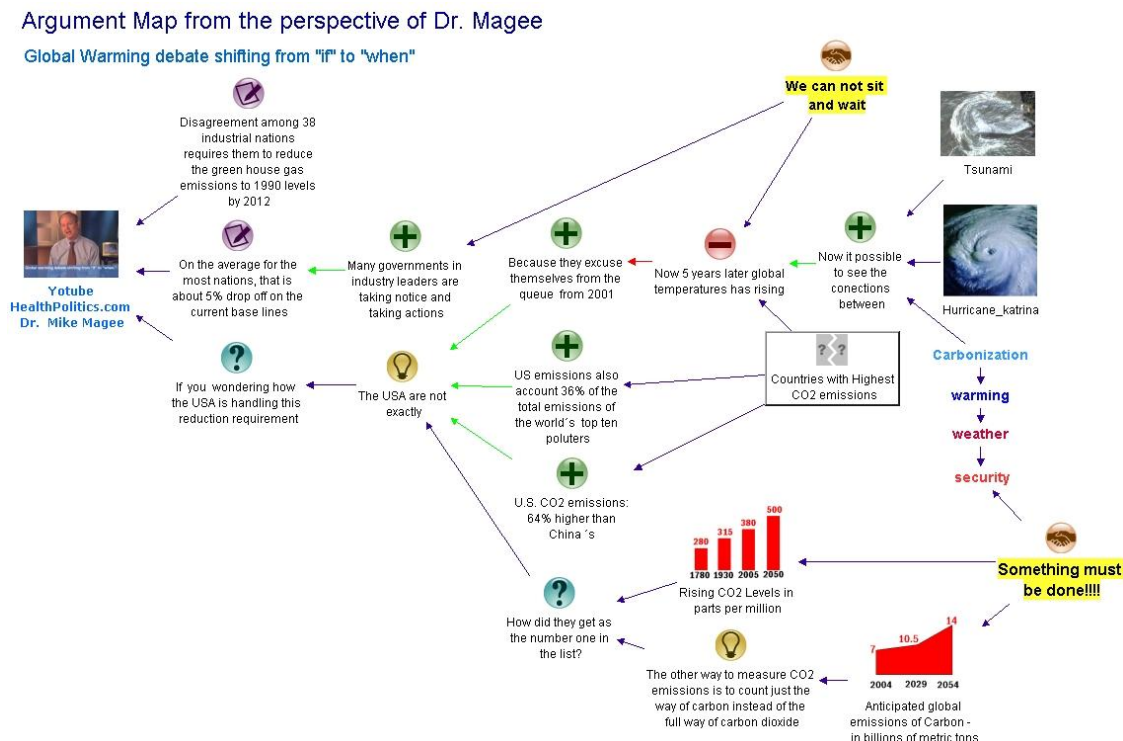 Argument Map from the perspective of Dr. Magee
Global Warming debate shifting from "if" to "when"
We can not sit
and wait
Disagreement among 38
industrial nations
requires them to reduce
the green house gas
emissions to 1990 levels
by 2012
Tsunami
Global warming debate shifting from "if" to "when"
Yotube
HealthPolitics.com
Dr. Mike Magee
On the average for the
most nations, that is
about 5% drop off on the
current base lines
Many governments in
industry leaders are
taking notice and
taking actions
Because they excuse
themselves from the
queue from 2001
Now 5 years later global
temperatures has rising
Now it possible
to see the
conections
between
Hurricane_katrina
?
If you wondering how
the USA is handling this
reduction requirement
The USA are not
exactly
US emissions also
account 36% of the
total emissions of
the world´s top ten
poluters
? ?
Countries with Highest
CO2 emissions
Carbonization
warming
weather
security
U.S. CO2 emissions:
64% higher than
China ´s
280 315 380 500
1780 1930 2005 2050
Rising CO2 Levels in
parts per million
Something must
be done!!!!
?
How did they get as
the number one in
the list?
The other way to measure CO2
emissions is to count just the
way of carbon instead of the
full way of carbon dioxide
7 10.5 14
2004 2029 2054
Anticipated global
emissions of Carbon -
in billions of metric tons